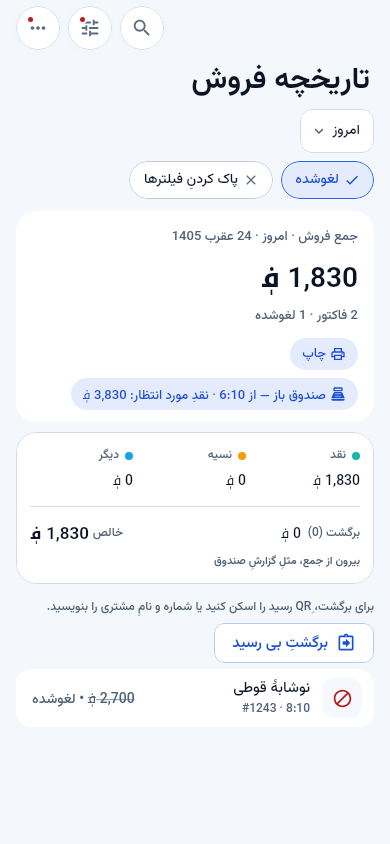 تاریخچه فروش
امروز
لغوشده
پاک کردنِ فیلترها
جمع فروش · امروز · 24 عقرب 1405
1,830 ؋
2 فاکتور · 1 لغوشده
چاپ
صندوق باز — از 6:10 · نقدِ مورد انتظار: 3,830 ؋
نقد
1,830 ؋
نسیه
0 ؋
دیگر
0 ؋
برگشت (0) 0 ؋
خالص 1,830 ؋
بیرون از جمع، مثلِ گزارشِ صندوق
برای برگشت، QRِ رسید را اسکن کنید یا شماره و نامِ مشتری را بنویسید.
برگشتِ بی رسید
نوشابهٔ قوطی
#1243 · 8:10
2,700 ؋ • لغوشده